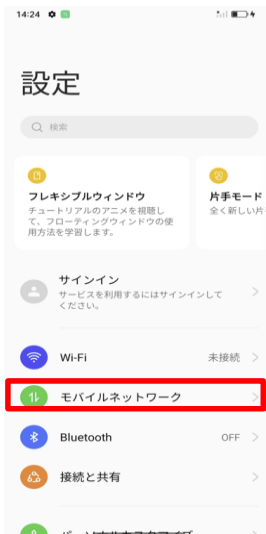 14:24
設定
検索
フレキシブルウィンドウ
チュートリアルのアニメを視聴し
て、フローティングウィンドウの使
用方法を学習します。
片手モード
全く新しい片
サインイン
サービスを利用するにはサインインして
ください。
Wi-Fi
未接続
モバイルネットワーク
Bluetooth
OFF
接続と共有